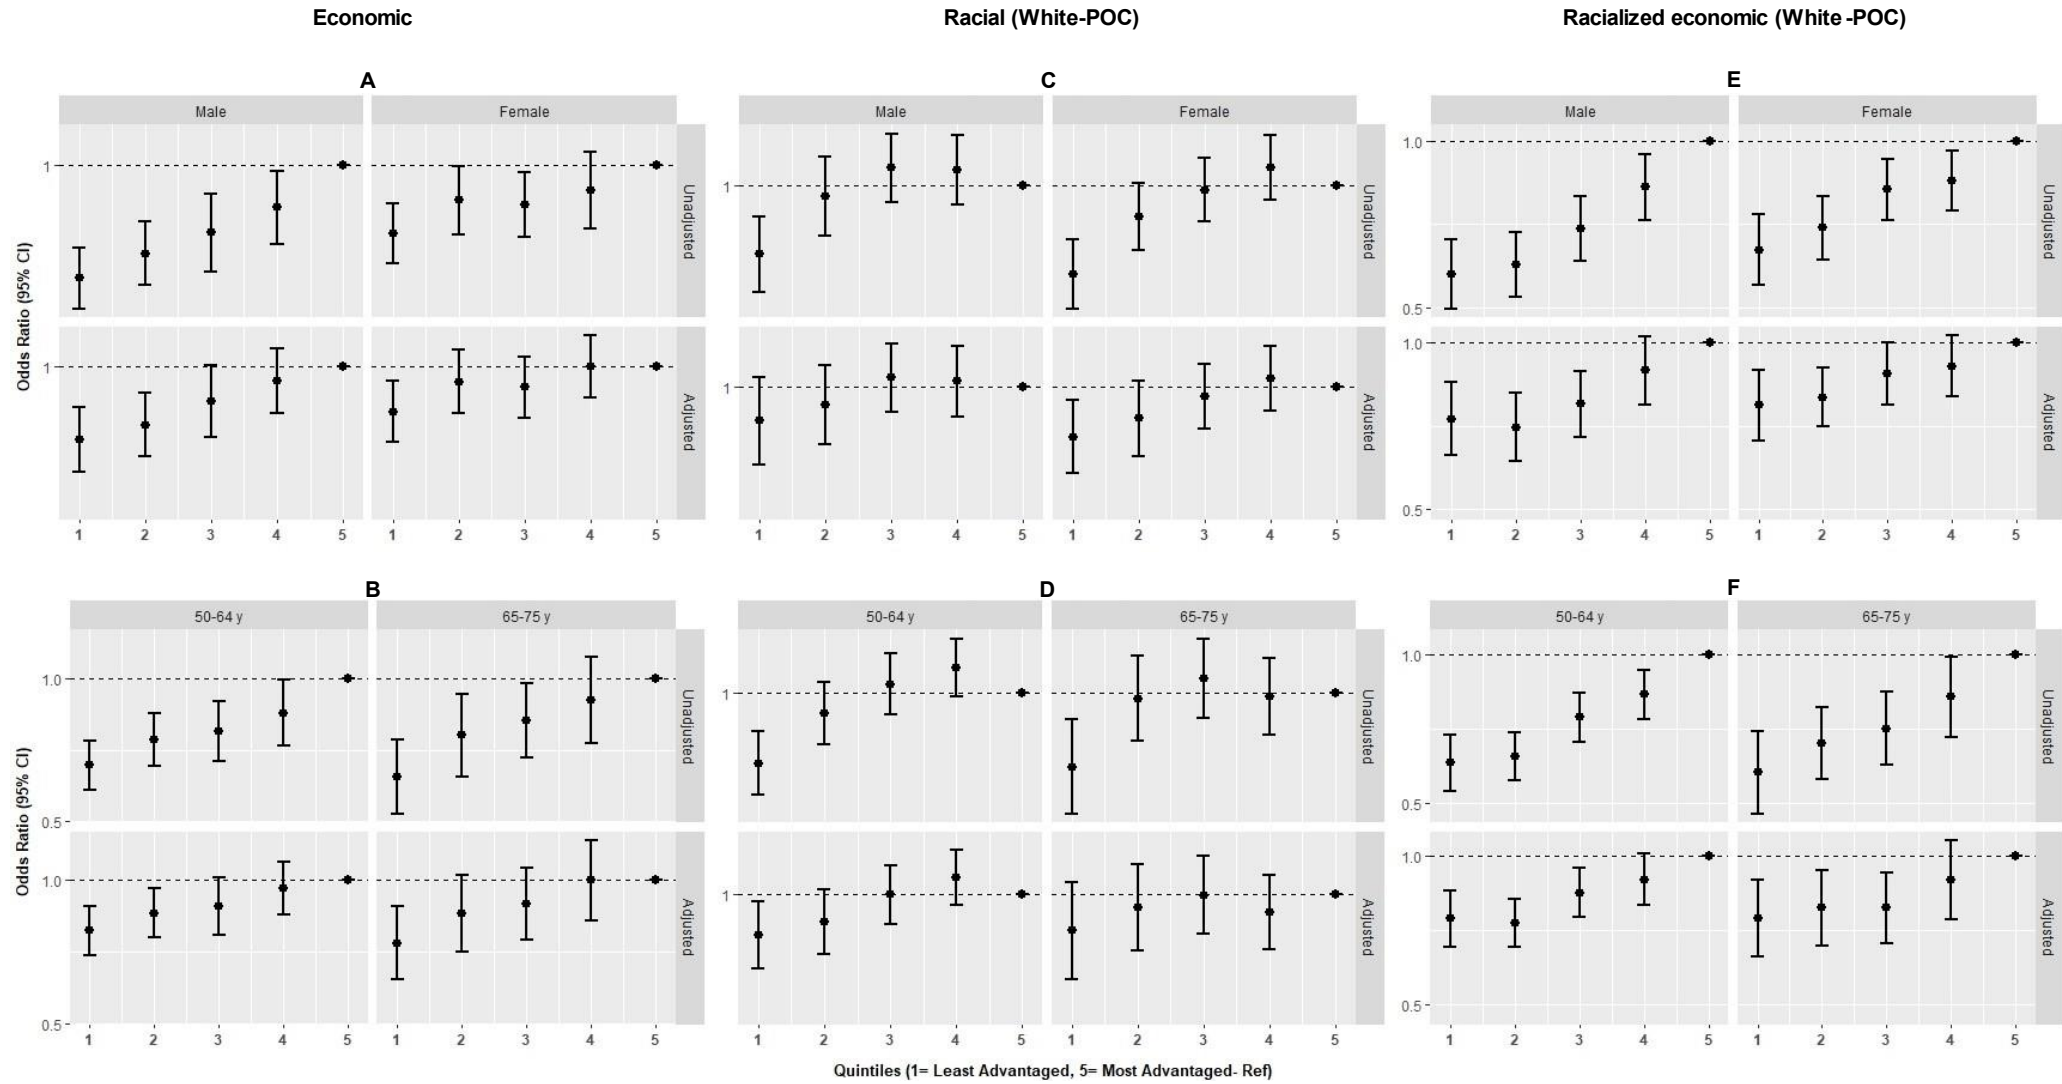 Economic Racial (White-POC) Racialized economic (White -POC)
A C E
Male Female Male Female Male Female
Odds Ratio (95% CI)
1
Unadjusted
1
Unadjusted
1.0
0.5
Unadjusted
1
Adjusted
1
Adjusted
1.0
0.5
Adjusted
1 2 3 4 5 1 2 3 4 5 1 2 3 4 5 1 2 3 4 5 1 2 3 4 5 1 2 3 4 5
B D F
50-64 y 65-75 y 50-64 y 65-75 y 50-64 y 65-75 y
Odds Ratio (95% CI)
1.0
0.5
Unadjusted
1
Unadjusted
1.0
0.5
Unadjusted
1.0
0.5
Adjusted
1
Adjusted
1.0
0.5
Adjusted
1 2 3 4 5 1 2 3 4 5 1 2 3 4 5 1 2 3 4 5 1 2 3 4 5 1 2 3 4 5
Quintiles (1= Least Advantaged, 5= Most Advantaged- Ref)